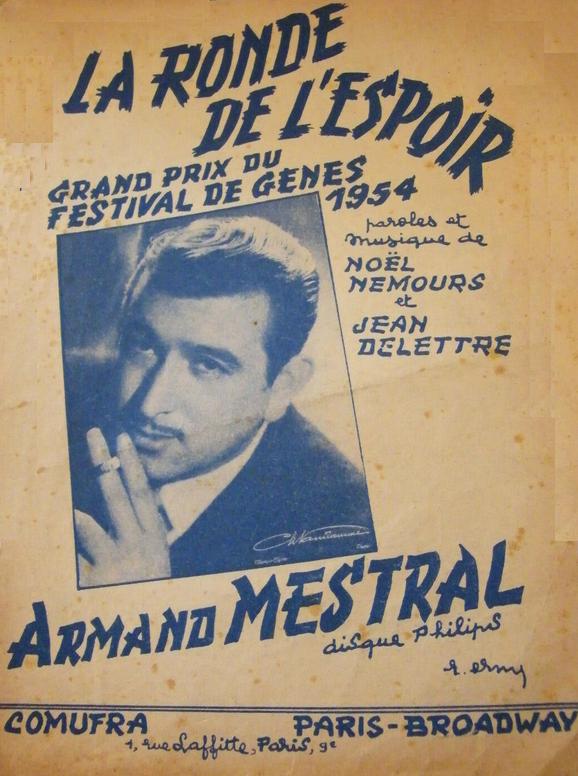 LA RONDE
DE L'ESPOIR
GRAND PRIX DU
FESTIVAL DE GENES
1954
paroles et
musique de
NOËL
NEMOURS
et
JEAN
DELETTRE
ARMAND MESTRAL
disque Philips
COMUFRA
PARIS-BROADWAY
1, rue Laffitte, Paris, 9e